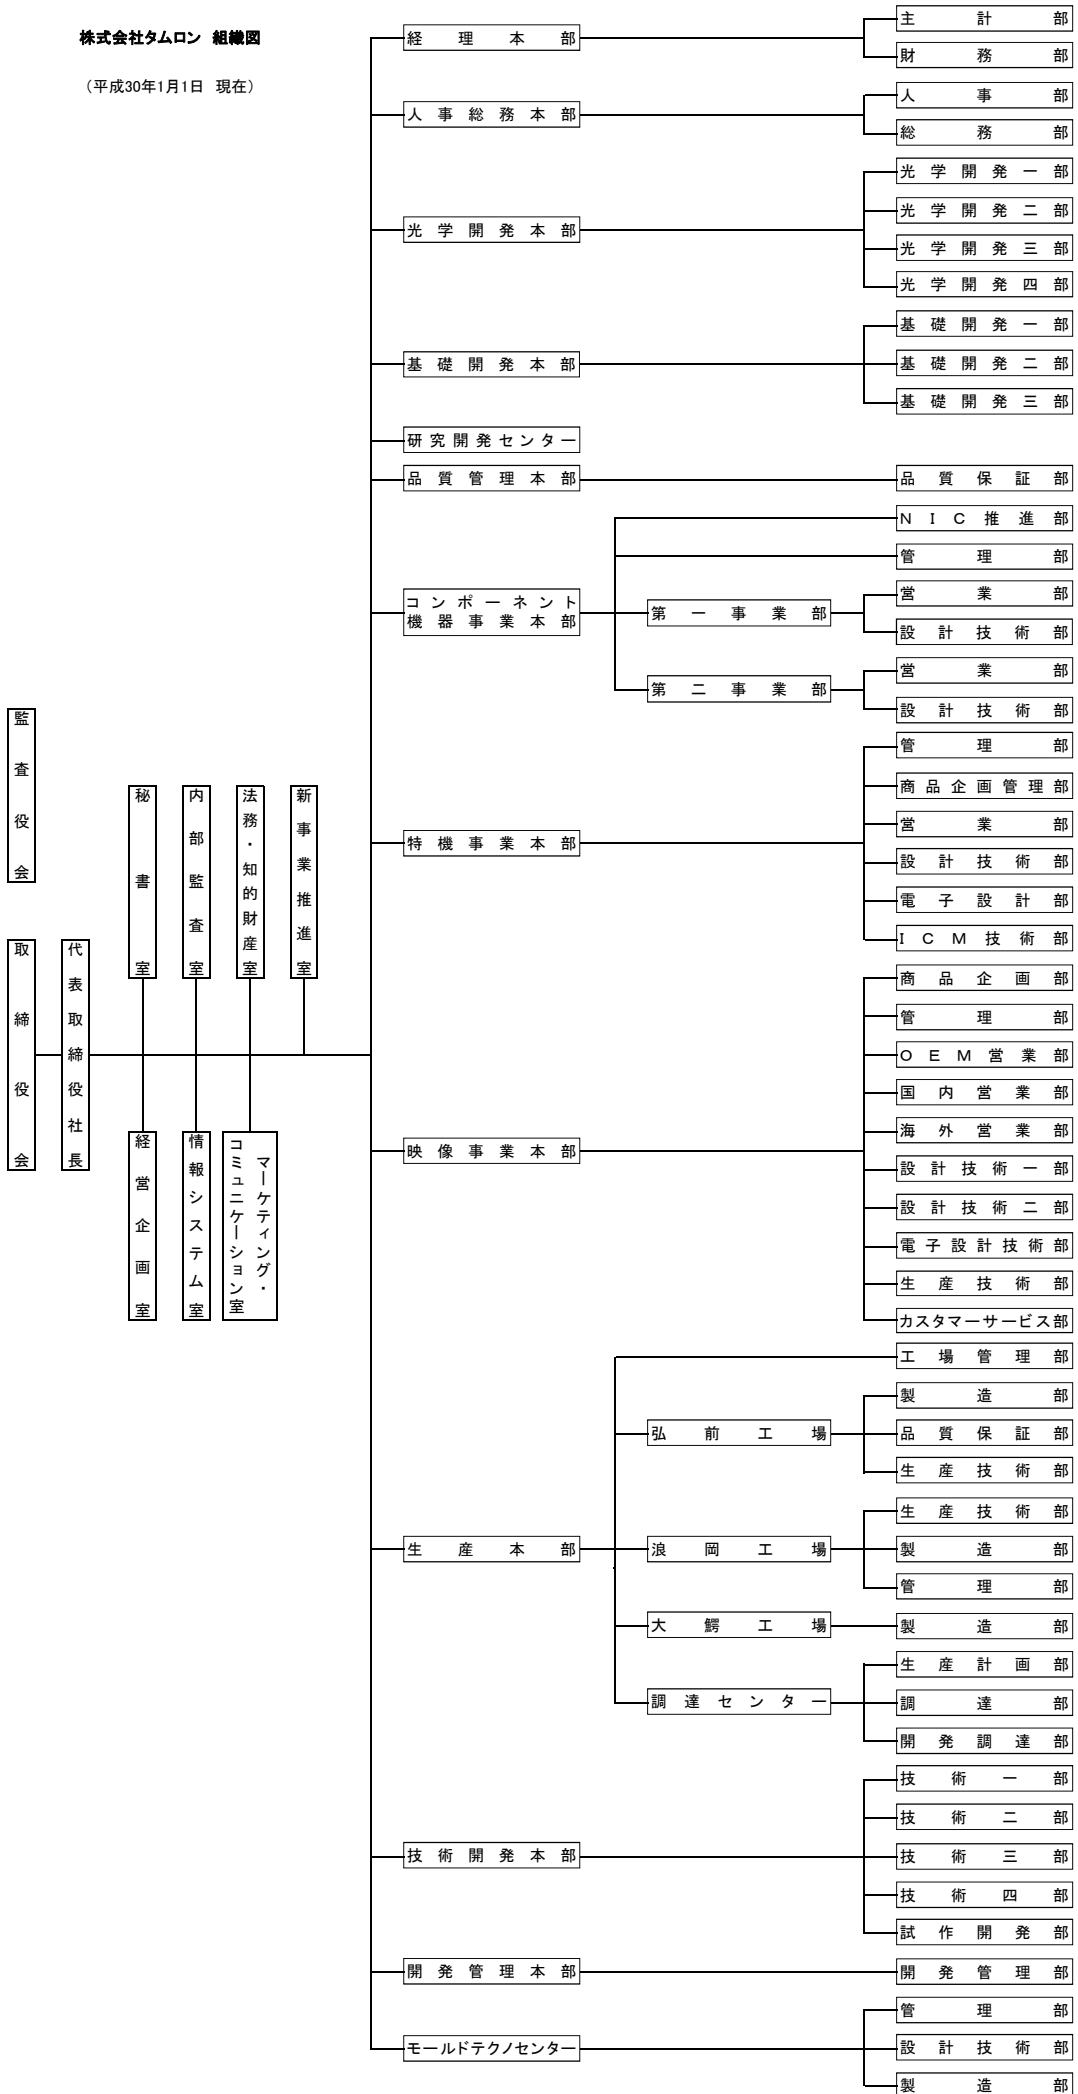 株式会社タムロン 組織図
（平成30年1月1日 現在）
監査役会
取締役会
代表取締役社長
秘書室
内部監査室
法務・知的財産室
新事業推進室
経営企画室
情報システム室
マーケティング・
コミュニケーション室
経理本部
主計部
財務部
人事総務本部
人事部
総務部
光学開発本部
光学開発一部
光学開発二部
光学開発三部
光学開発四部
基礎開発本部
基礎開発一部
基礎開発二部
基礎開発三部
研究開発センター
品質管理本部
品質保証部
コンポーネント
機器事業本部
NIC推進部
管理部
第一事業部
営業部
設計技術部
第二事業部
営業部
設計技術部
特機事業本部
管理部
商品企画管理部
営業部
設計技術部
電子設計部
ICM技術部
映像事業本部
商品企画部
管理部
OEM営業部
国内営業部
海外営業部
設計技術一部
設計技術二部
電子設計技術部
生産技術部
カスタマーサービス部
生産本部
工場管理部
弘前工場
製造部
品質保証部
生産技術部
浪岡工場
生産技術部
製造部
管理部
大鰐工場
製造部
調達センター
生産計画部
調達部
開発調達部
技術開発本部
技術一部
技術二部
技術三部
技術四部
試作開発部
開発管理本部
開発管理部
モールドテクノセンター
管理部
設計技術部
製造部